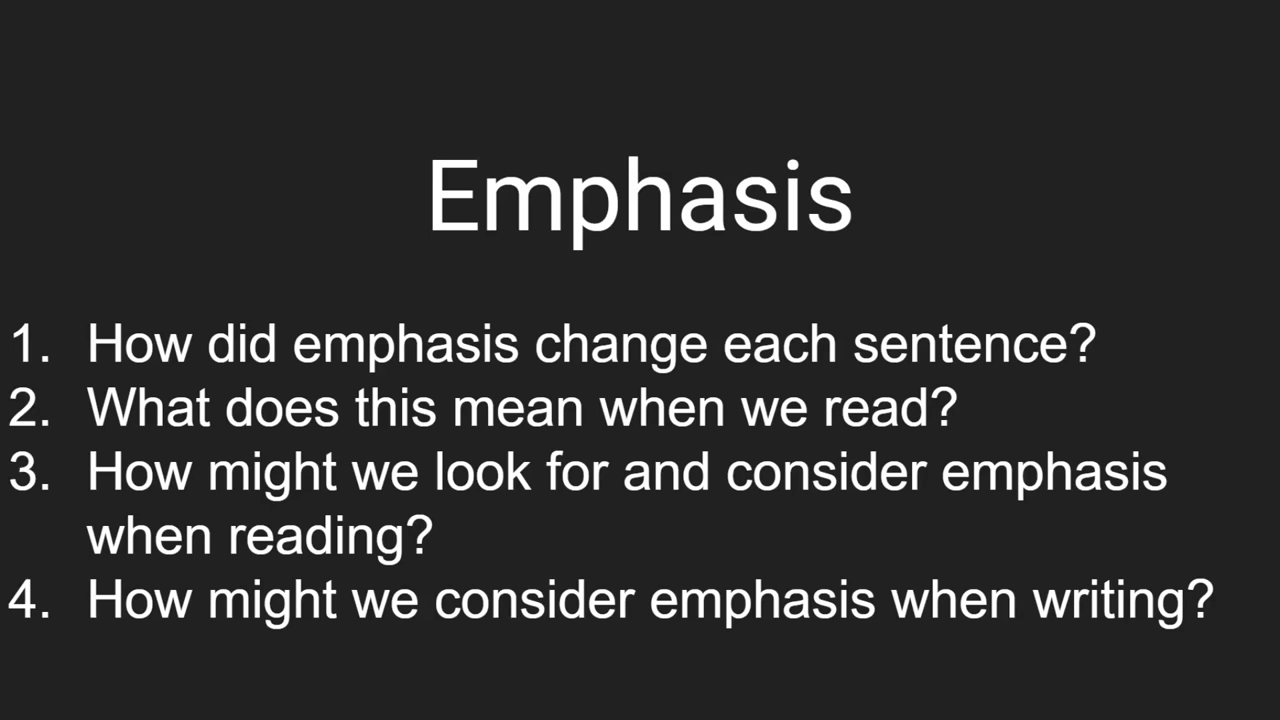 Emphasis
1. How did emphasis change each sentence?
2. What does this mean when we read?
3. How might we look for and consider emphasis
when reading?
4. How might we consider emphasis when writing?